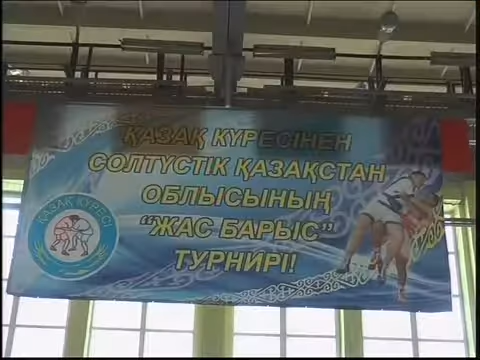 ҚАЗАҚ КҮРЕСІНЕН
СОЛТҮСТІК ҚАЗАҚСТАН
ОБЛЫСЫНЫҢ
“ЖАС БАРЫС”
ТУРНИРІ!
ҚАЗАҚ КҮРЕСІ